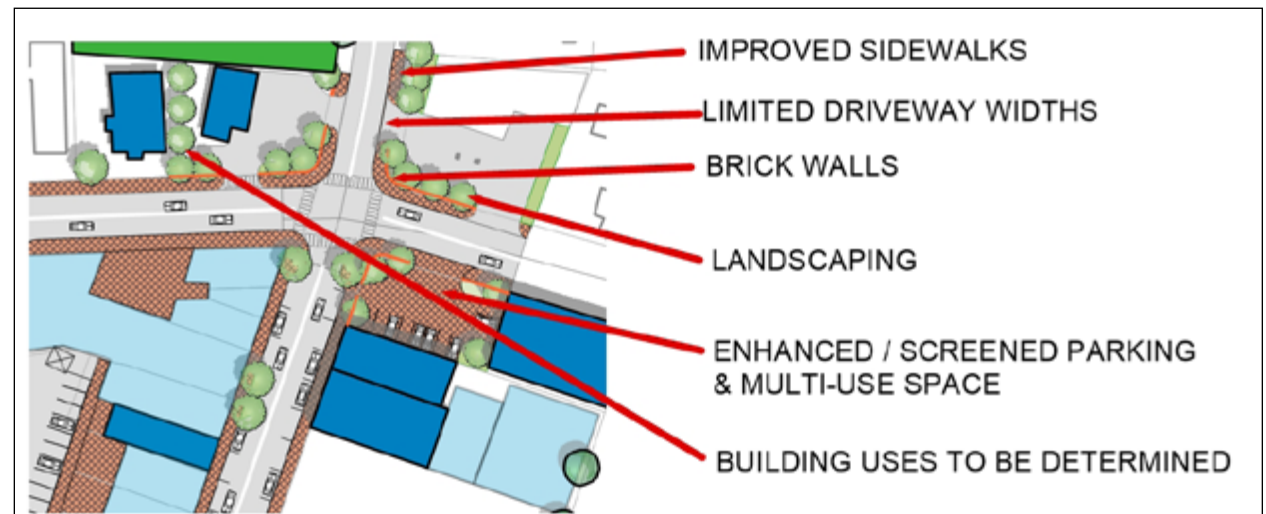 IMPROVED SIDEWALKS
LIMITED DRIVEWAY WIDTHS
BRICK WALLS
LANDSCAPING
ENHANCED / SCREENED PARKING
& MULTI-USE SPACE
BUILDING USES TO BE DETERMINED